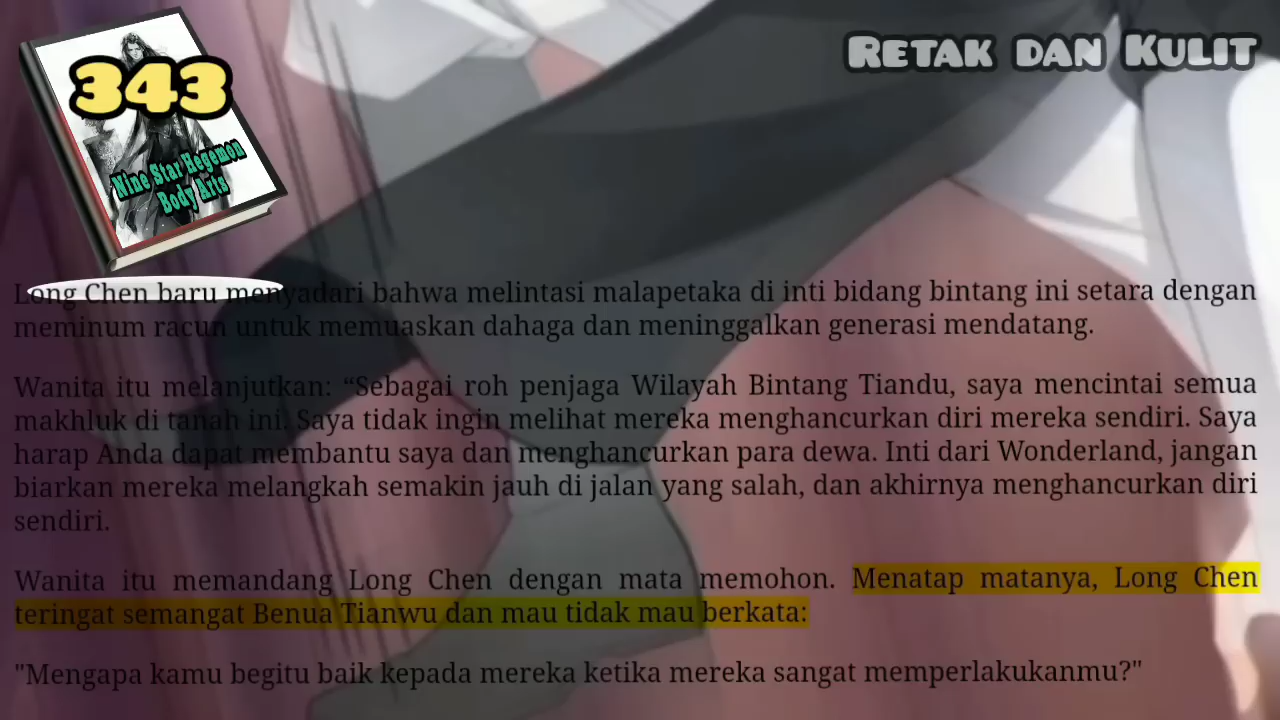 343
Nine Star Hegemon
Body Arts
Retak dan Kulit
Long Chen baru menyadari bahwa melintasi malapetaka di inti bidang bintang ini setara dengan
meminum racun untuk memuaskan dahaga dan meninggalkan generasi mendatang.
Wanita itu melanjutkan: “Sebagai roh penjaga Wilayah Bintang Tiandu, saya mencintai semua
makhluk di tanah ini. Saya tidak ingin melihat mereka menghancurkan diri mereka sendiri. Saya
harap Anda dapat membantu saya dan menghancurkan para dewa. Inti dari Wonderland, jangan
biarkan mereka melangkah semakin jauh di jalan yang salah, dan akhirnya menghancurkan diri
sendiri.
Wanita itu memandang Long Chen dengan mata memohon. Menatap matanya, Long Chen
teringat semangat Benua Tianwu dan mau tidak mau berkata:
"Mengapa kamu begitu baik kepada mereka ketika mereka sangat memperlakukanmu?"